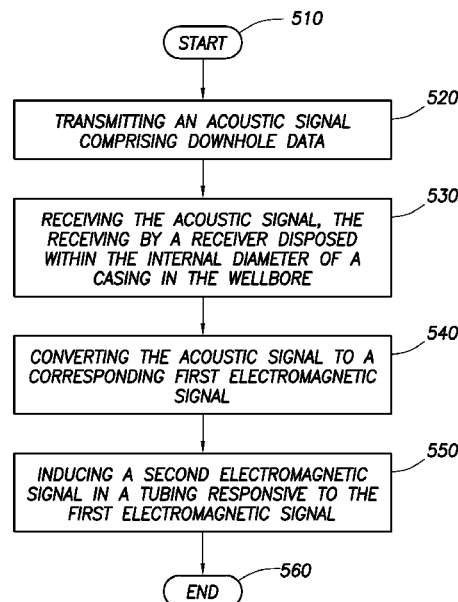 510
START
520
TRANSMITTING AN ACOUSTIC SIGNAL
COMPRISING DOWNHOLE DATA
530
RECEIVING THE ACOUSTIC SIGNAL, THE
RECEIVING BY A RECEIVER DISPOSED
WITHIN THE INTERNAL DIAMETER OF A
CASING IN THE WELLBORE
540
CONVERTING THE ACOUSTIC SIGNAL TO A
CORRESPONDING FIRST ELECTROMAGNETIC
SIGNAL
550
INDUCING A SECOND ELECTROMAGNETIC
SIGNAL IN A TUBING RESPONSIVE TO THE
FIRST ELECTROMAGNETIC SIGNAL
560
END